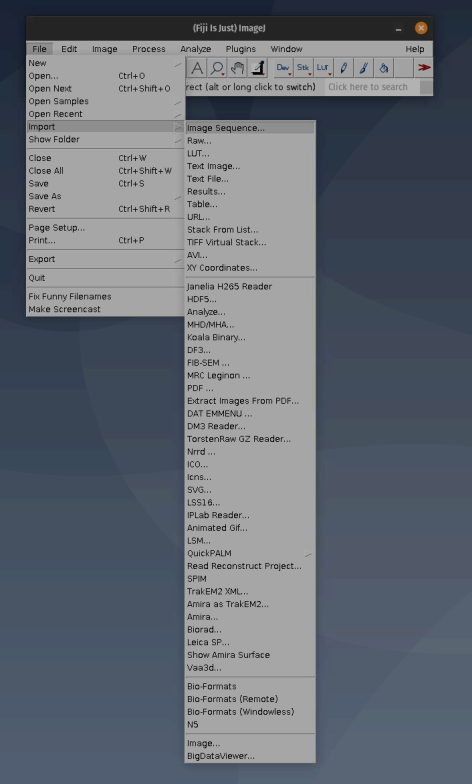 (Fiji Is Just) ImageJ
File Edit Image Process Analyze Plugins Window Help
A Dev Stk Lut
rect (alt or long click to switch) Click here to search
New
Open... Ctrl+O
Open Next Ctrl+Shift+O
Open Samples
Open Recent
Import
Show Folder
Close Ctrl+W
Close All Ctrl+Shift+W
Save Ctrl+S
Save As
Revert Ctrl+Shift+R
Page Setup...
Print... Ctrl+P
Export
Quit
Fix Funny Filenames
Make Screencast
Image Sequence...
Raw...
LUT...
Text Image...
Text File...
Results...
Table...
URL...
Stack From List...
TIFF Virtual Stack...
AVI...
XY Coordinates...
Janelia H265 Reader
HDF5...
Analyze...
MHD/MHA...
Koala Binary...
DF3...
FIB-SEM ...
MRC Leginon ...
PDF ...
Extract Images From PDF...
DAT EMMENU ...
DM3 Reader...
TorstenRaw GZ Reader...
Nrrd ...
ICO...
Icns...
SVG...
LSS16...
IPLab Reader...
Animated Gif...
LSM...
QuickPALM
Read Reconstruct Project...
SPIM
TrakEM2 XML...
Amira as TrakEM2...
Amira...
Biorad...
Leica SP...
Show Amira Surface
Vaa3d...
Bio-Formats
Bio-Formats (Remote)
Bio-Formats (Windowless)
N5
Image...
BigDataViewer...